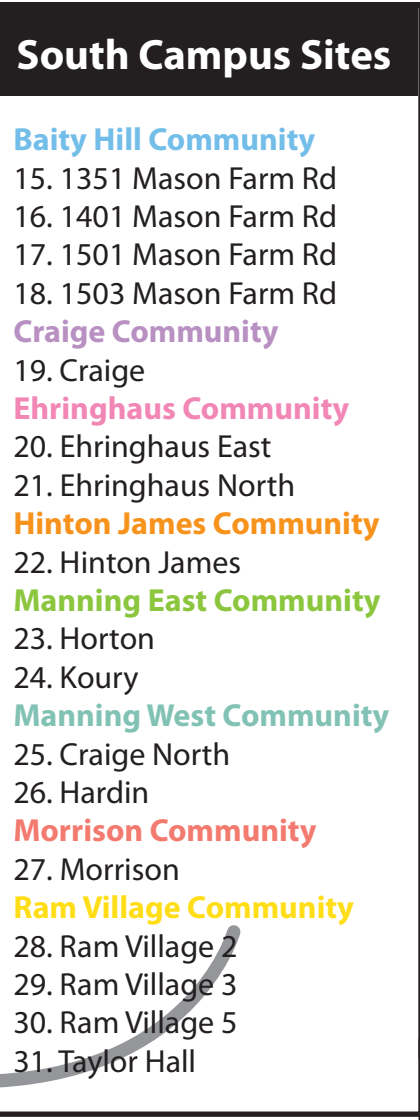 South Campus Sites
Baity Hill Community
15. 1351 Mason Farm Rd
16. 1401 Mason Farm Rd
17. 1501 Mason Farm Rd
18. 1503 Mason Farm Rd
Craige Community
19. Craige
Ehringhaus Community
20. Ehringhaus East
21. Ehringhaus North
Hinton James Community
22. Hinton James
Manning East Community
23. Horton
24. Koury
Manning West Community
25. Craige North
26. Hardin
Morrison Community
27. Morrison
Ram Village Community
28. Ram Village 2
29. Ram Village 3
30. Ram Village 5
31. Taylor Hall